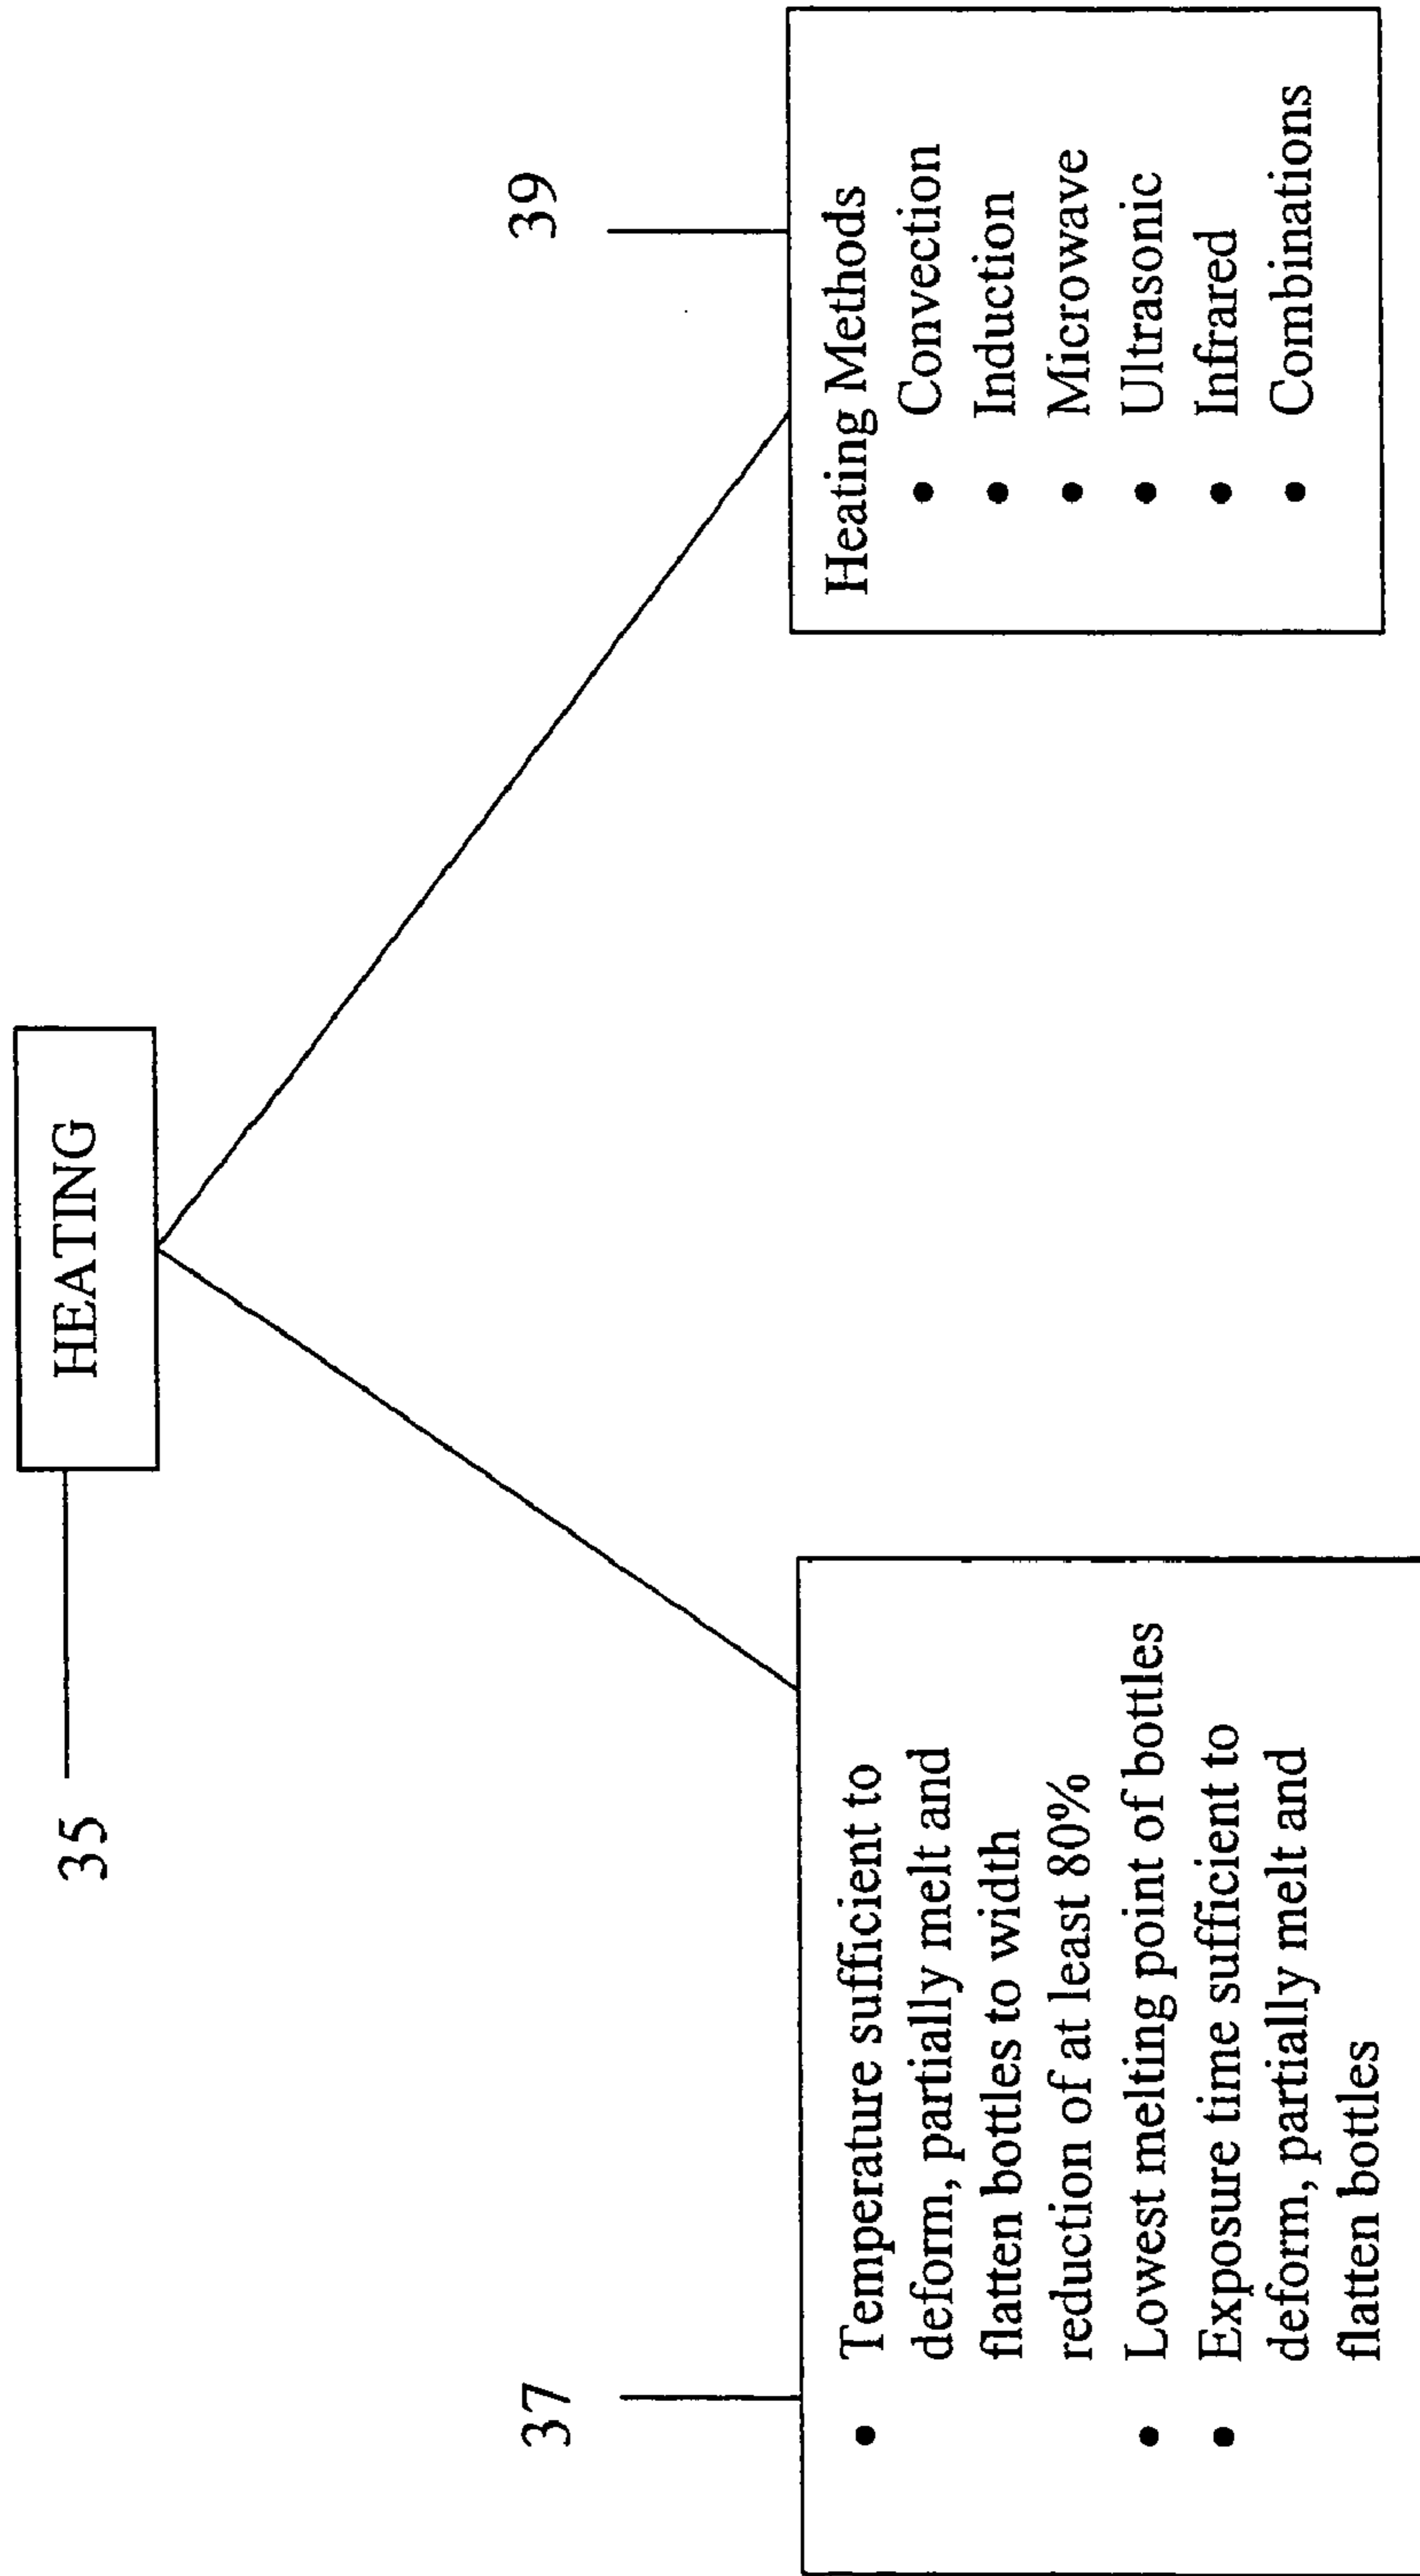 35
HEATING
37
• Temperature sufficient to
deform, partially melt and
flatten bottles to width
reduction of at least 80%
• Lowest melting point of bottles
• Exposure time sufficient to
deform, partially melt and
flatten bottles
39
Heating Methods
• Convection
• Induction
• Microwave
• Ultrasonic
• Infrared
• Combinations